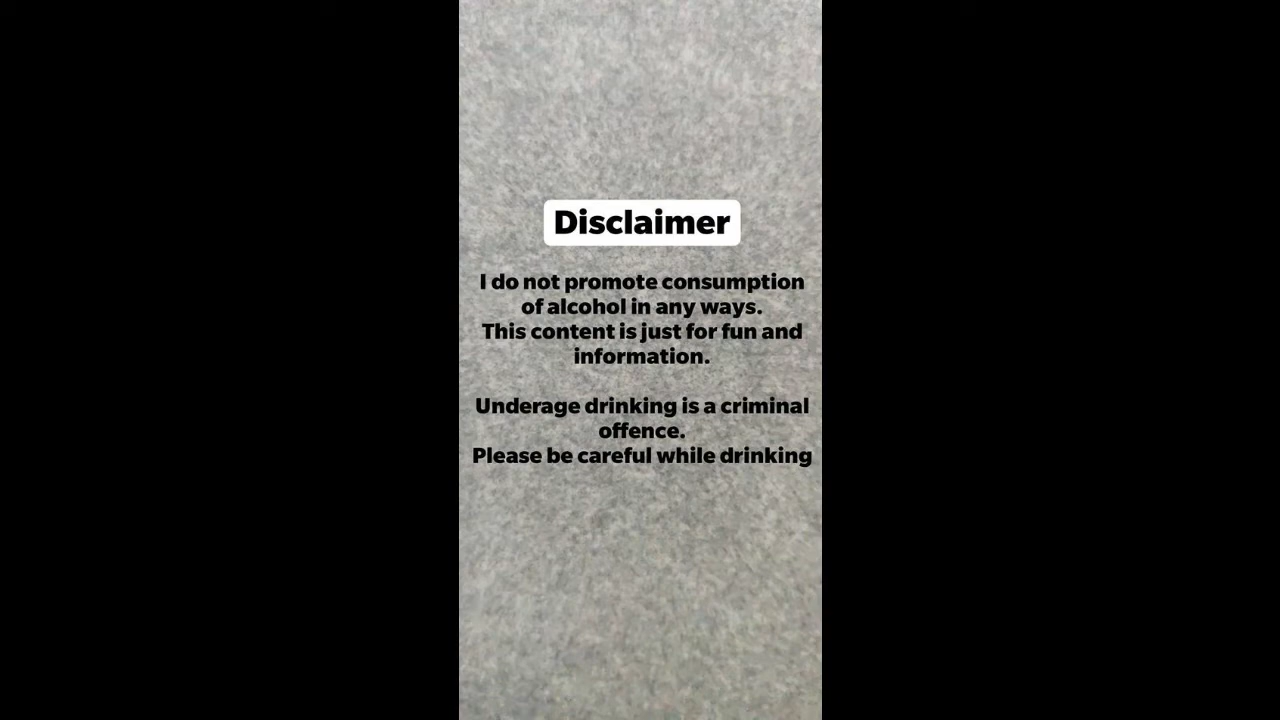 Disclaimer
I do not promote consumption
of alcohol in any ways.
This content is just for fun and
information.
Underage drinking is a criminal
offence.
Please be careful while drinking